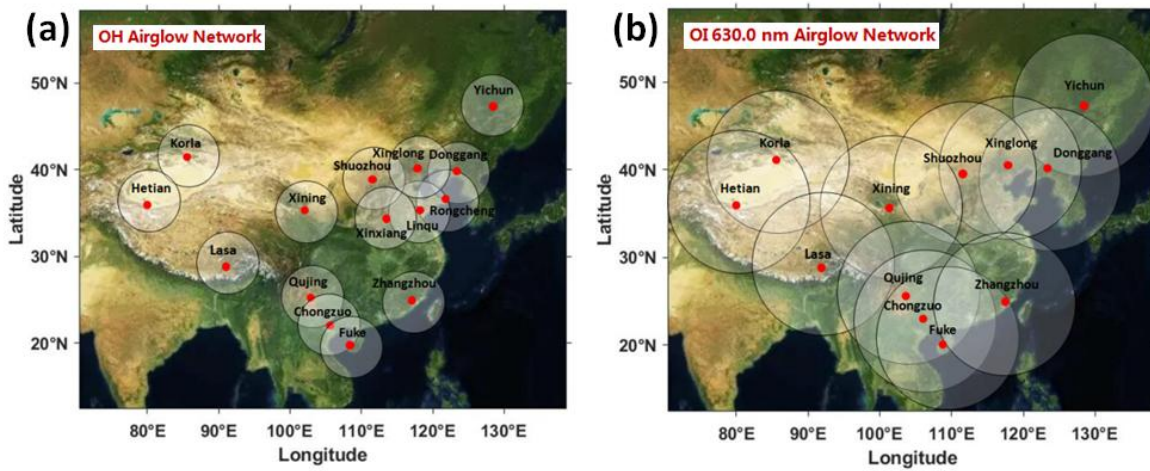 (a)
OH Airglow Network
50°N
40°N
30°N
20°N
Latitude
80°E 90°E 100°E 110°E 120°E 130°E
Longitude
Yichun
Korla
Xinglong
Donggang
Shuozhou
Hetian
Xining
Rongcheng
Linqu
Xinxiang
Lasa
Qujing
Zhangzhou
Chongzuo
Fuke
(b)
OI 630.0 nm Airglow Network
50°N
40°N
30°N
20°N
Latitude
80°E 90°E 100°E 110°E 120°E 130°E
Longitude
Yichun
Korla
Xinglong
Shuozhou
Donggang
Hetian
Xining
Lasa
Qujing
Zhangzhou
Chongzuo
Fuke